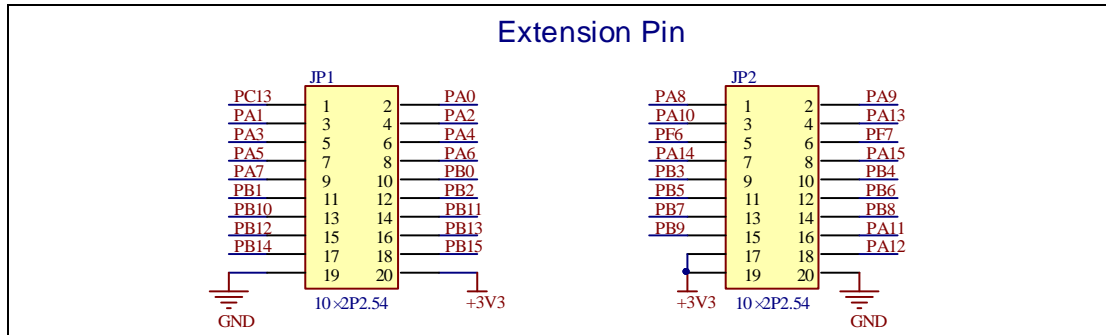 Extension Pin
JP1 JP2
PC13 1 2 PA0 PA8 1 2 PA9
PA1 3 4 PA2 PA10 3 4 PA13
PA3 5 6 PA4 PF6 5 6 PF7
PA5 7 8 PA6 PA14 7 8 PA15
PA7 9 10 PB0 PB3 9 10 PB4
PB1 11 12 PB2 PB5 11 12 PB6
PB10 13 14 PB11 PB7 13 14 PB8
PB12 15 16 PB13 PB9 15 16 PA11
PB14 17 18 PB15 17 18 PA12
19 20 19 20
GND 10×2P2.54 +3V3 +3V3 10×2P2.54 GND